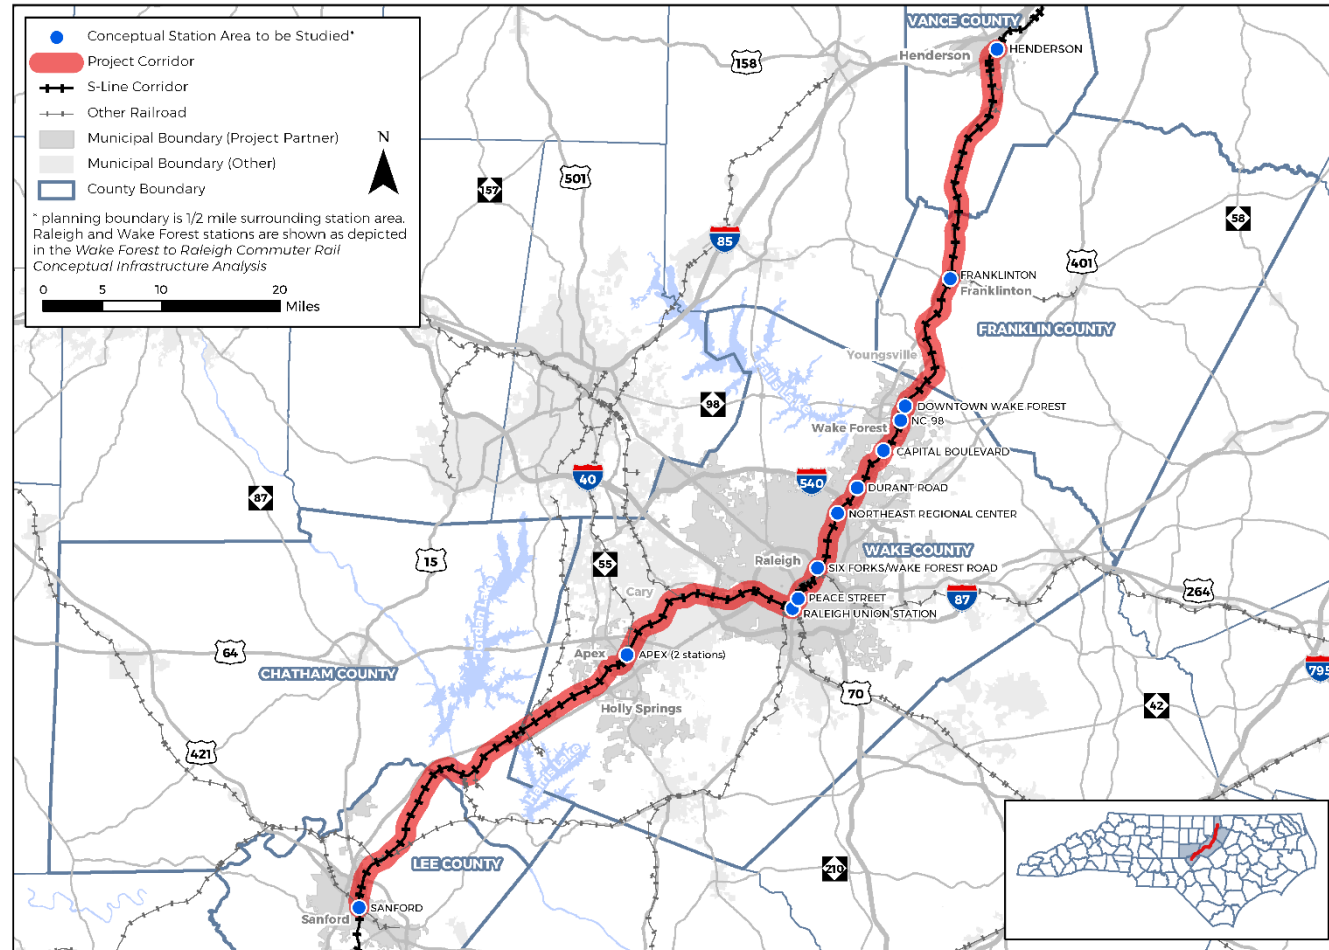 Conceptual Station Area to be Studied*
Project Corridor
S-Line Corridor
Other Railroad
Municipal Boundary (Project Partner)
Municipal Boundary (Other)
County Boundary
N
* planning boundary is 1/2 mile surrounding station area.
Raleigh and Wake Forest stations are shown as depicted
in the Wake Forest to Raleigh Commuter Rail
Conceptual Infrastructure Analysis
0 5 10 20
Miles
VANCE COUNTY
Henderson
HENDERSON
158
501
157
85
58
401
FRANKLINTON
Franklinton
FRANKLIN COUNTY
Youngsville
Falls Lake
98
DOWNTOWN WAKE FOREST
NC-98
Wake Forest
CAPITAL BOULEVARD
40
540
DURANT ROAD
87
NORTHEAST REGIONAL CENTER
WAKE COUNTY
15
55
Raleigh
SIX FORKS/WAKE FOREST ROAD
Cary
PEACE STREET
RALEIGH UNION STATION
87
264
Jordan Lake
64
Apex
APEX (2 stations)
CHATHAM COUNTY
795
70
42
Holly Springs
421
Harris Lake
LEE COUNTY
210
Sanford
SANFORD